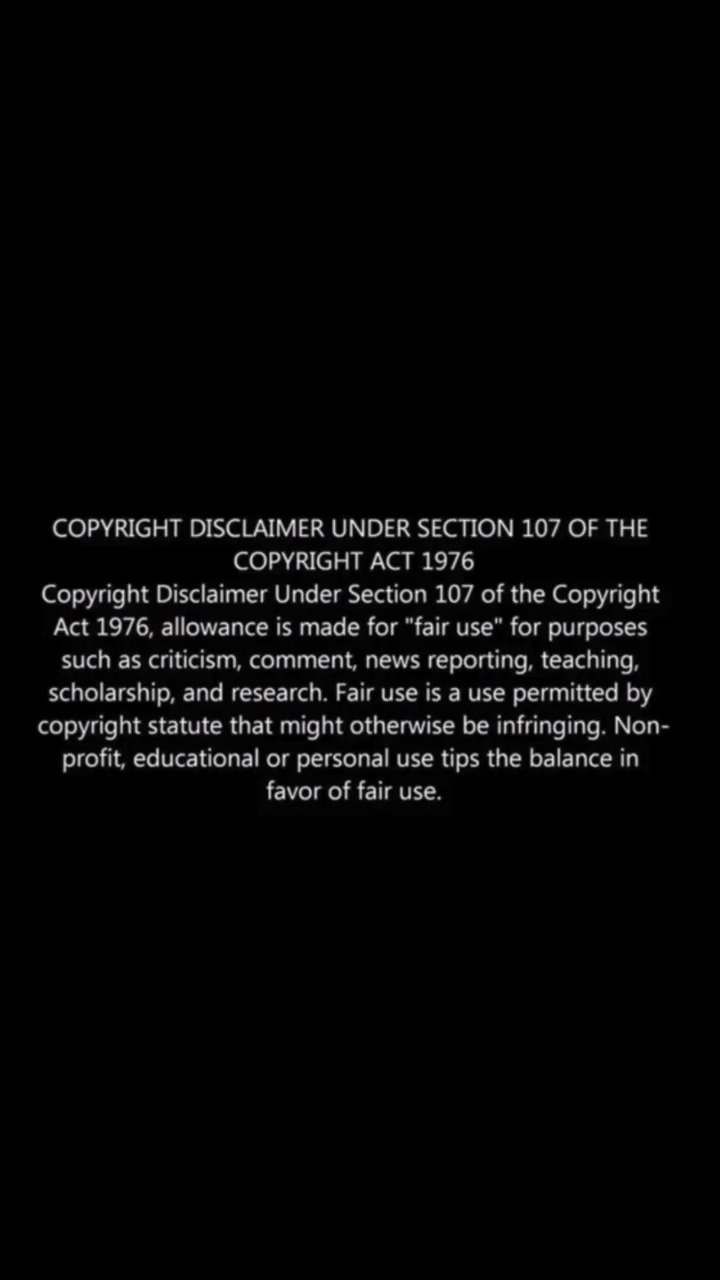 COPYRIGHT DISCLAIMER UNDER SECTION 107 OF THE
COPYRIGHT ACT 1976
Copyright Disclaimer Under Section 107 of the Copyright
Act 1976, allowance is made for "fair use" for purposes
such as criticism, comment, news reporting, teaching,
scholarship, and research. Fair use is a use permitted by
copyright statute that might otherwise be infringing. Non-
profit, educational or personal use tips the balance in
favor of fair use.